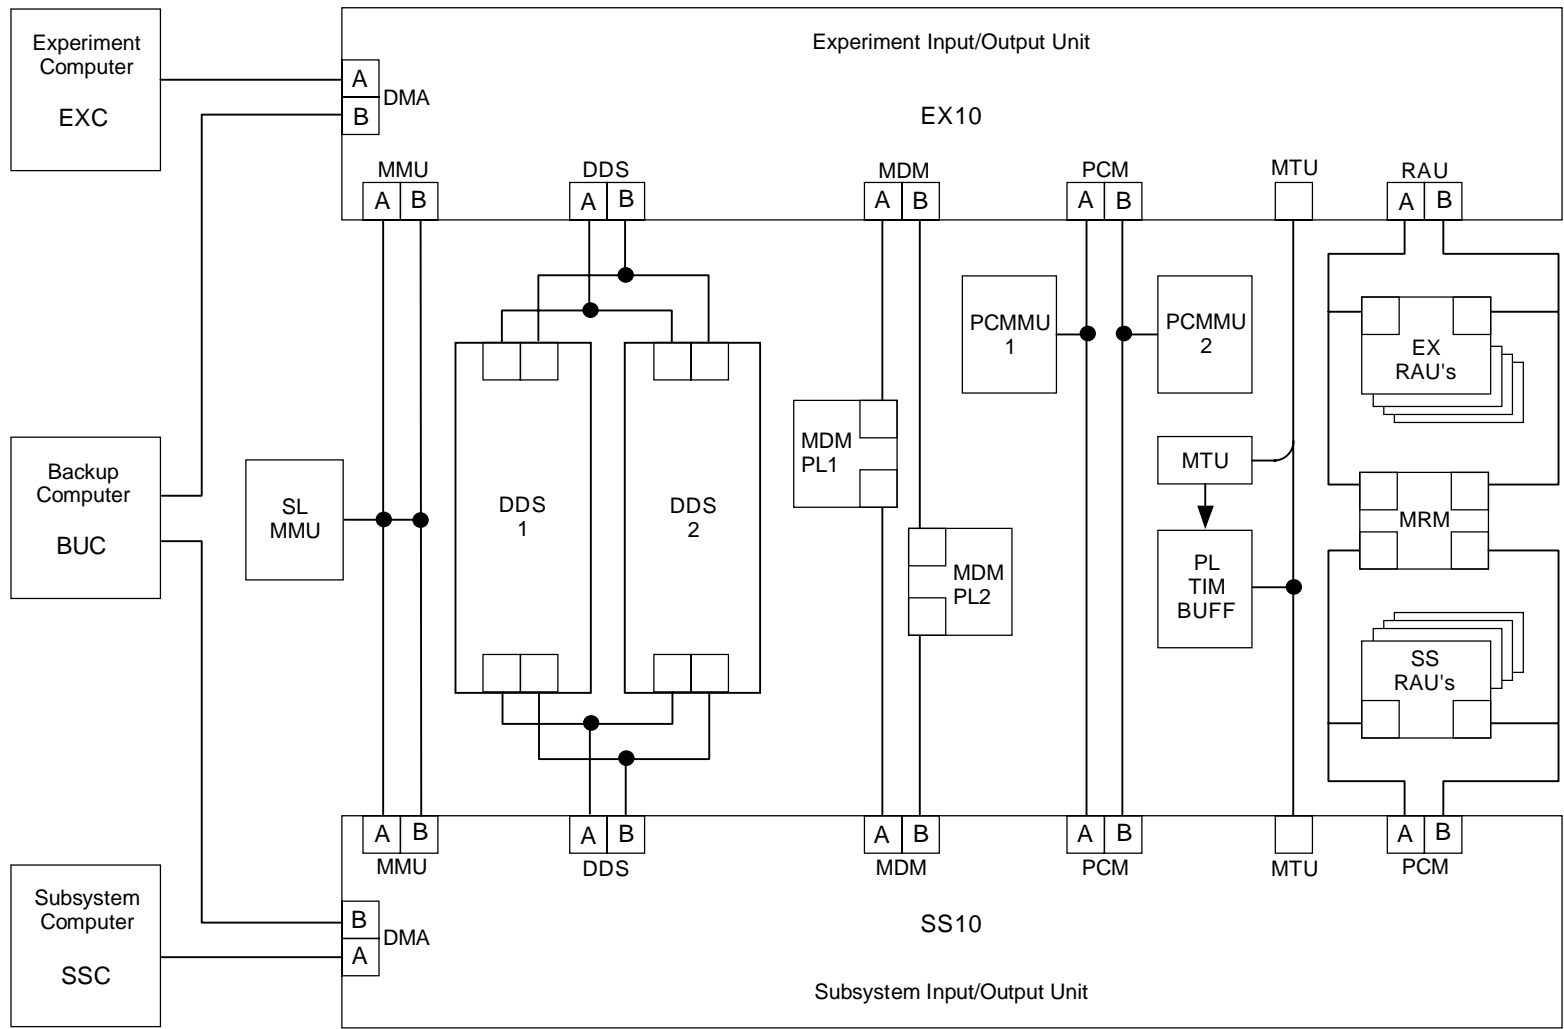 Experiment
Computer
EXC
Experiment Input/Output Unit
A
DMA
B
EX10
MMU
A B
DDS
A B
MDM
A B
PCM
A B
MTU
RAU
A B
PCMMU
1
PCMMU
2
EX
RAU's
Backup
Computer
BUC
SL
MMU
DDS
1
DDS
2
MDM
PL1
MDM
PL2
MTU
PL
TIM
BUFF
MRM
SS
RAU's
A B
MMU
A B
DDS
A B
MDM
A B
PCM
MTU
A B
PCM
Subsystem
Computer
SSC
B
DMA
A
SS10
Subsystem Input/Output Unit